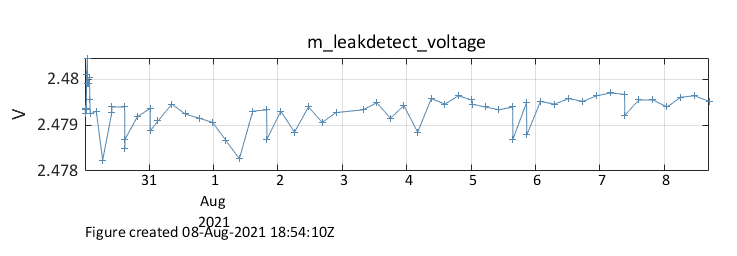 m_leakdetect_voltage
2.48
2.479
2.478
V
31 1 2 3 4 5 6 7 8
Aug
2021
Figure created 08-Aug-2021 18:54:10Z